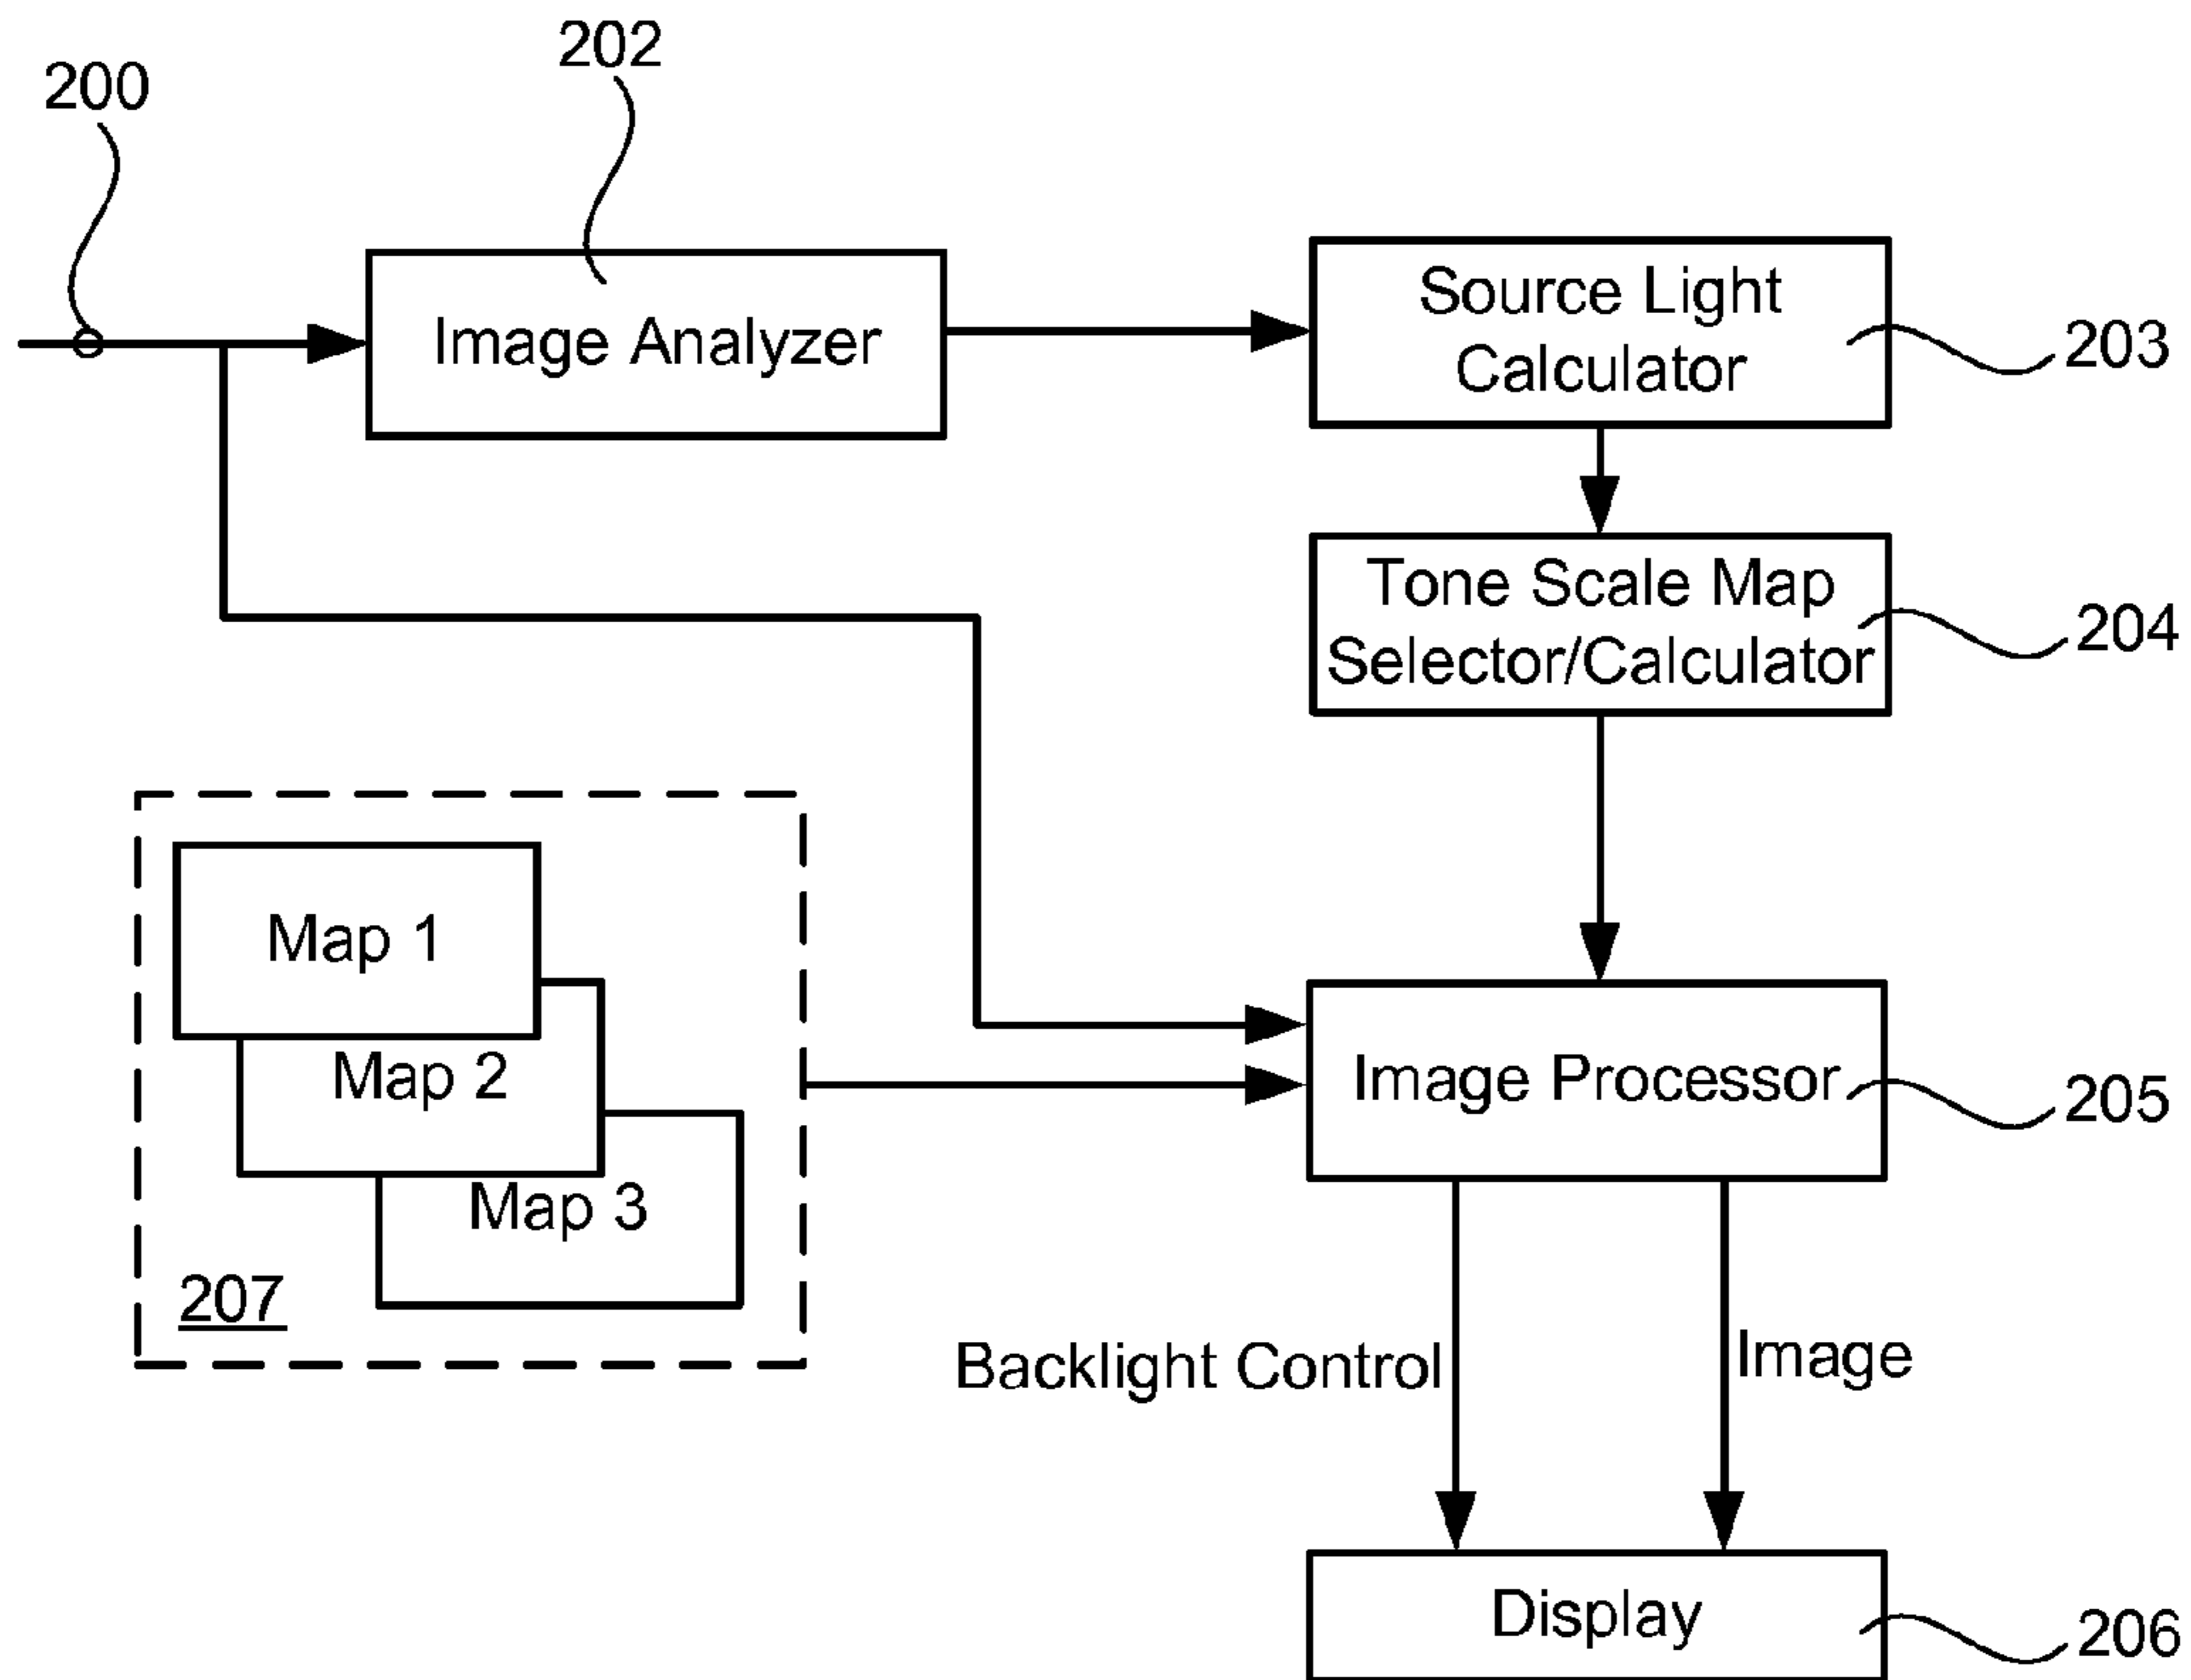 202
200
Image Analyzer
Source Light
Calculator
203
Tone Scale Map
Selector/Calculator
204
Map 1
Map 2
Map 3
207
Image Processor
205
Backlight Control
Image
Display
206